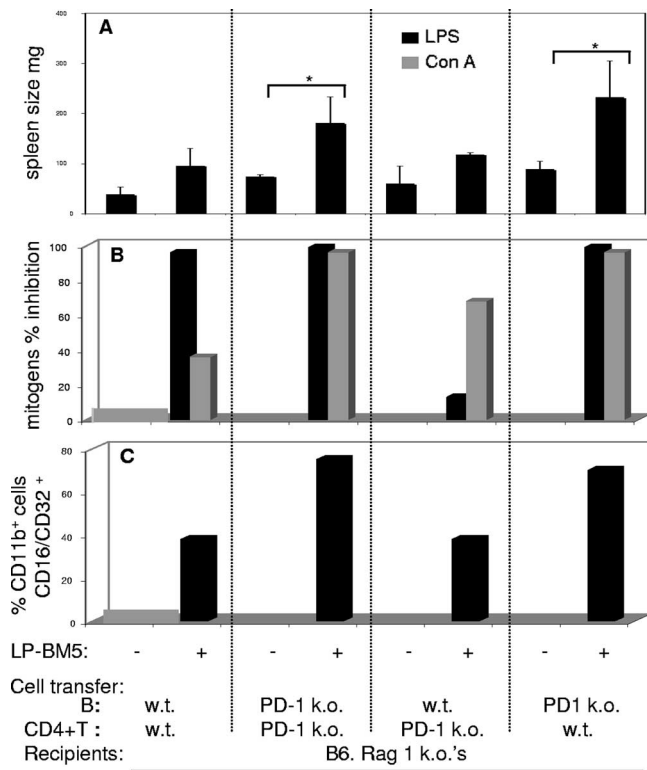 A
LPS
Con A
spleen size mg
400
300
200
100
0
*
*
B
mitogens % inhibition
100
80
60
40
20
0
C
% CD11b⁺ cells
CD16/CD32 ⁺
80
60
40
20
0
LP-BM5: - + - + - + - +
Cell transfer:
B: w.t. PD-1 k.o. w.t. PD1 k.o.
CD4+T : w.t. PD-1 k.o. PD-1 k.o. w.t.
Recipients: B6. Rag 1 k.o.'s